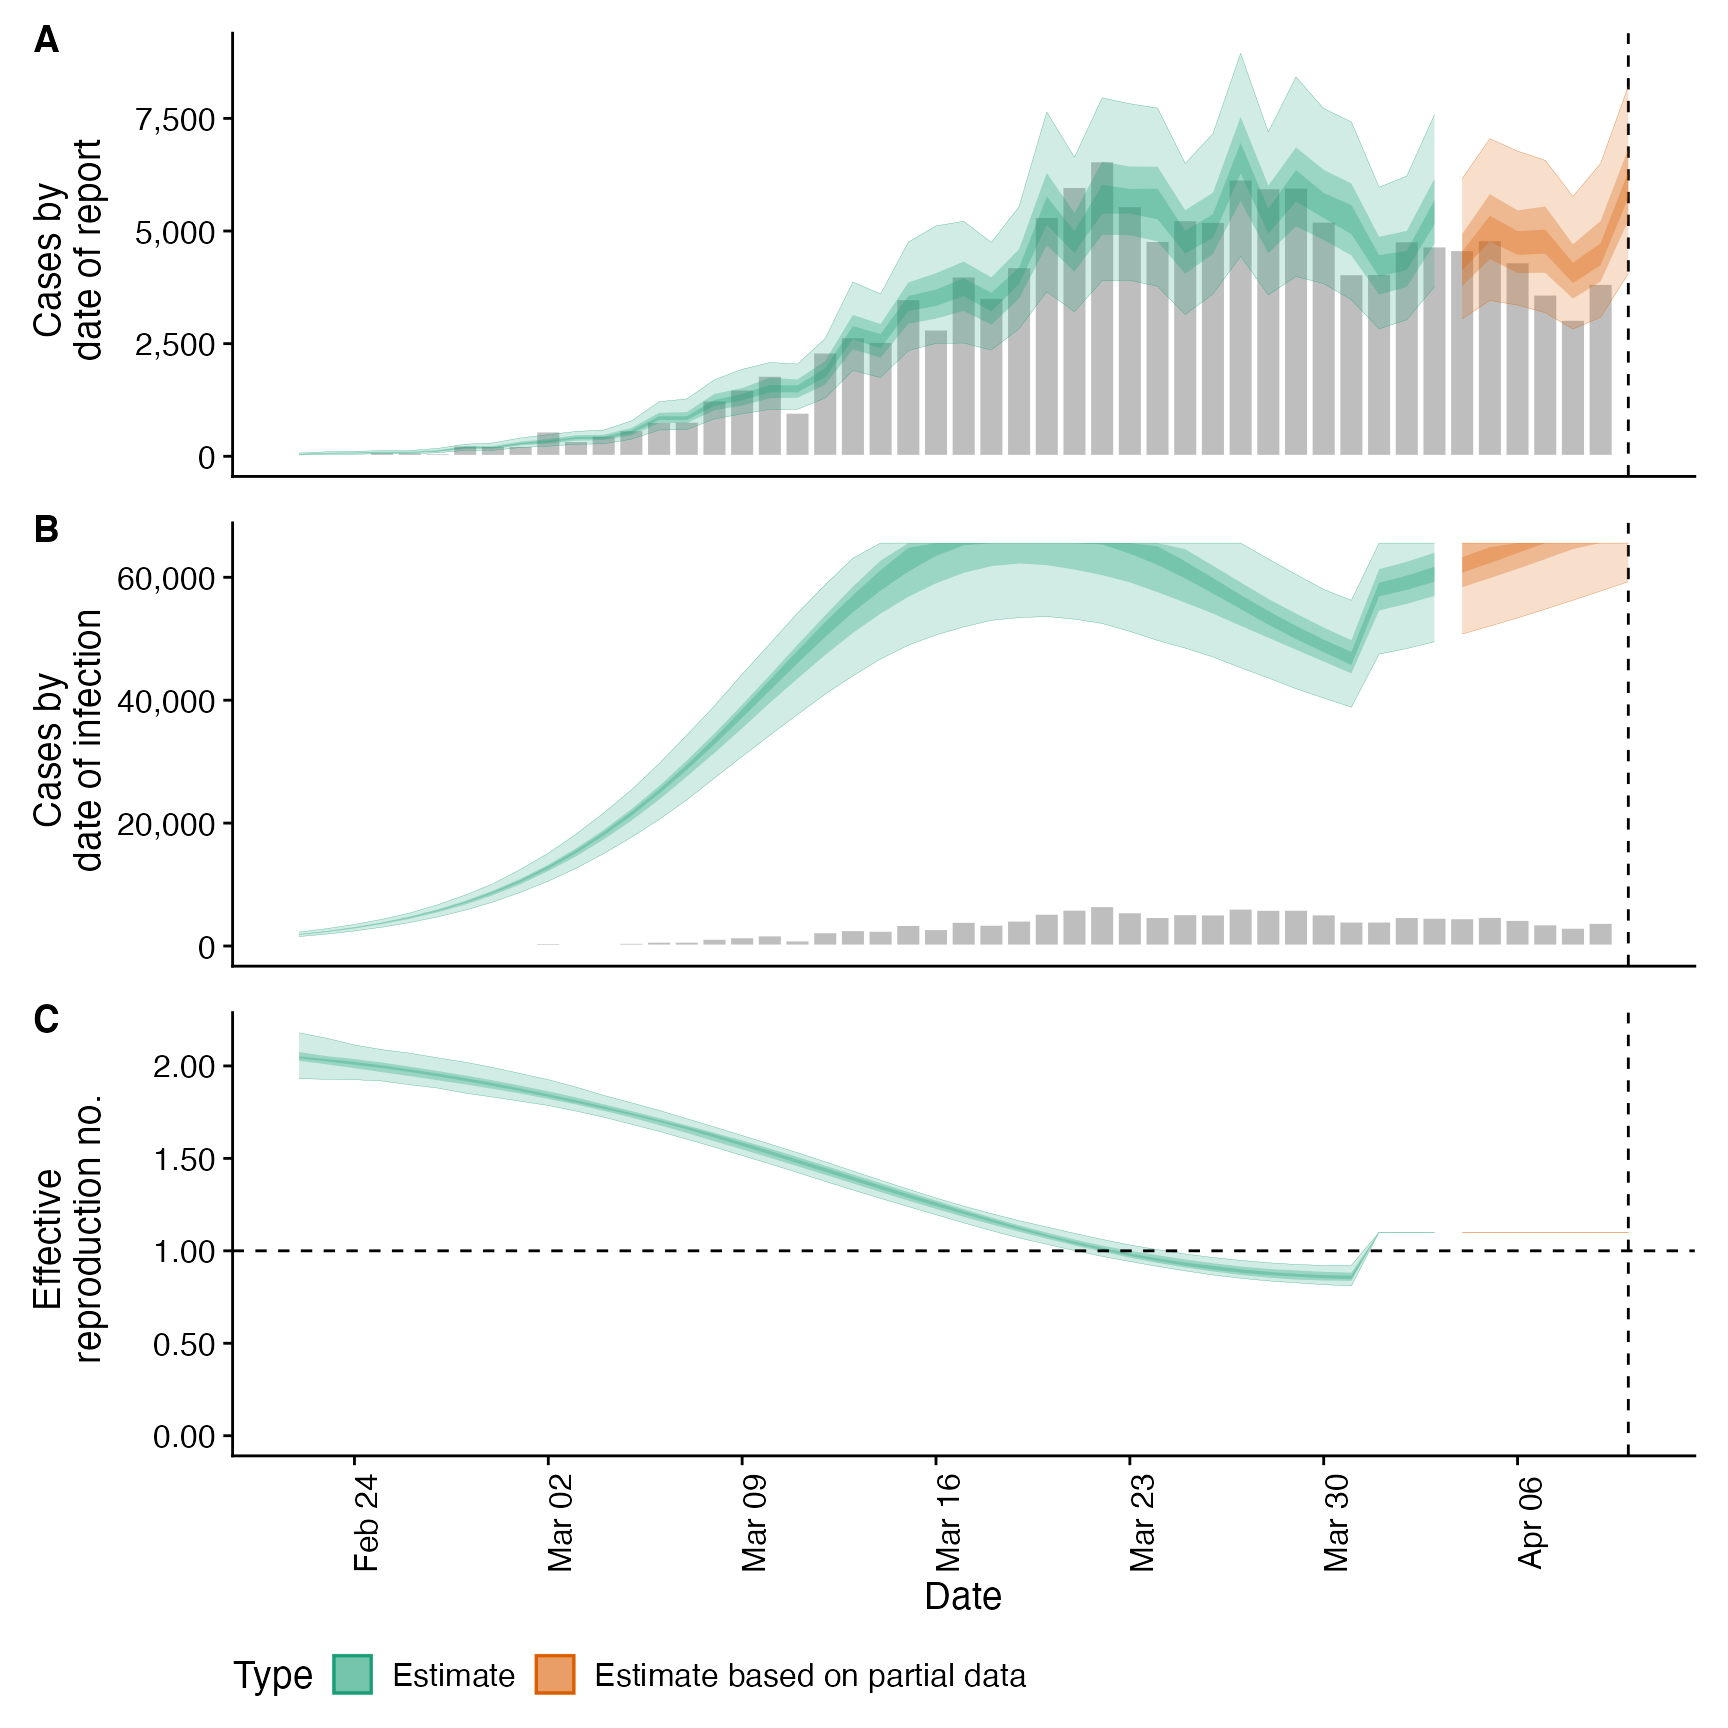 A
Cases by
date of report
7,500
5,000
2,500
0
B
Cases by
date of infection
60,000
40,000
20,000
0
C
Effective
reproduction no.
2.00
1.50
1.00
0.50
0.00
Feb 24
Mar 02
Mar 09
Mar 16
Mar 23
Mar 30
Apr 06
Date
Type Estimate Estimate based on partial data